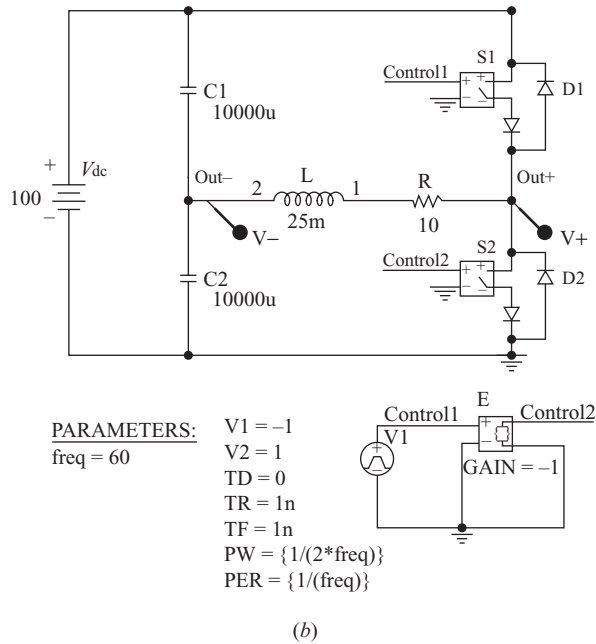 S1
Control1
+ +
− −
D1
C1
10000u
+
Vdc
100
−
Out−
2
L
1
25m
R
10
Out+
V−
V+
S2
Control2
+ +
− −
D2
C2
10000u
PARAMETERS:
freq = 60
V1 = −1
V2 = 1
TD = 0
TR = 1n
TF = 1n
PW = {1/(2*freq)}
PER = {1/(freq)}
E
Control1
Control2
V1
+
+
−
GAIN = −1
(b)